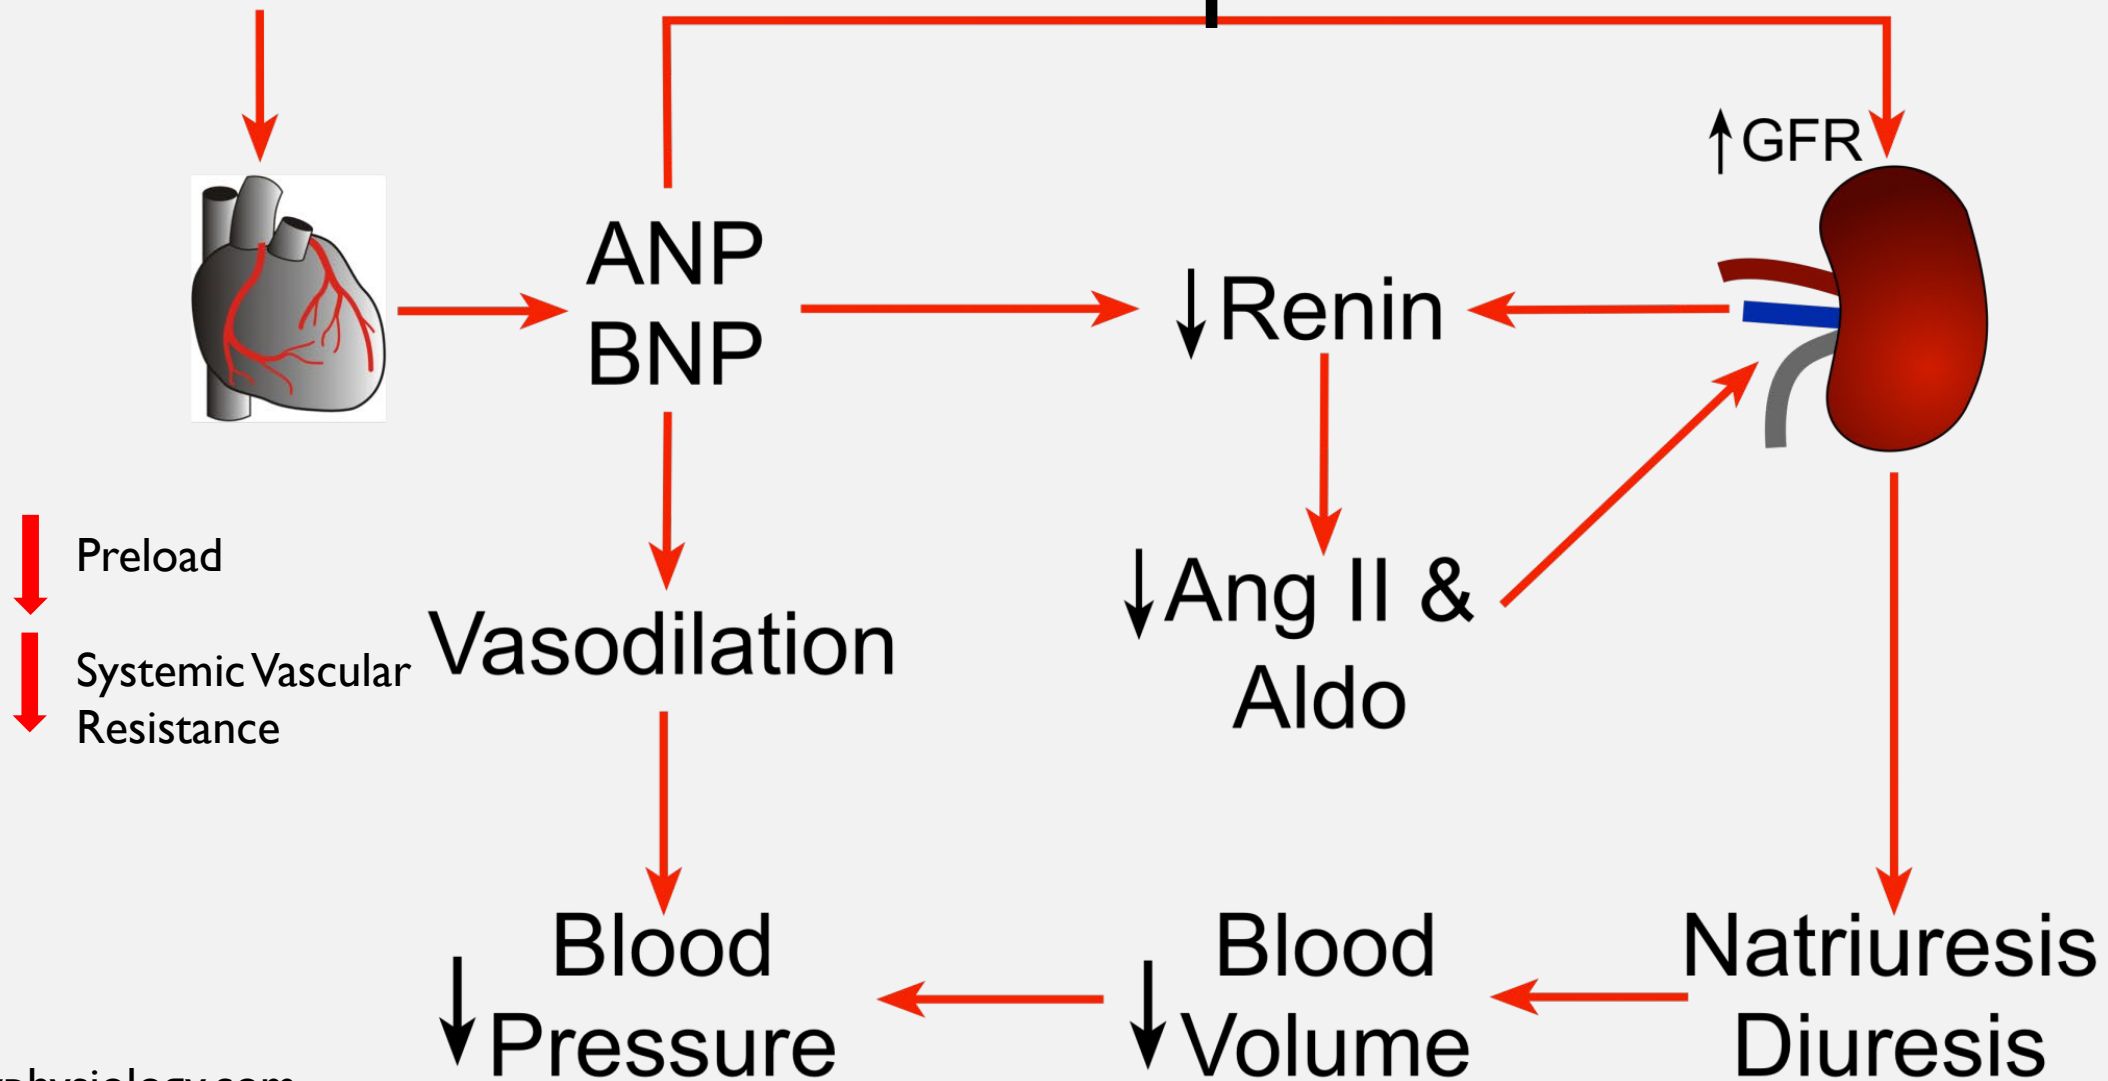 ↑ GFR
ANP
BNP
↓ Renin
Preload
Systemic Vascular
Resistance
Vasodilation
↓ Ang II &
Aldo
↓ Blood
Pressure
↓ Blood
Volume
Natriuresis
Diuresis